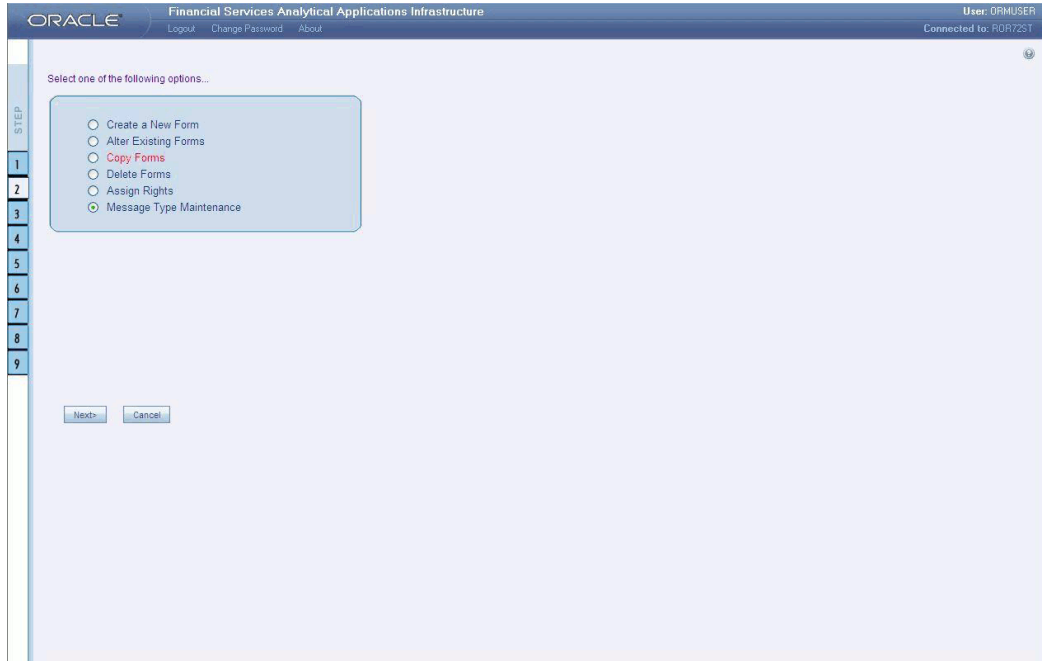 ORACLE
Financial Services Analytical Applications Infrastructure
User: ORMUSER
Logout Change Password About
Connected to: ROR72ST
Select one of the following options...
STEP
Create a New Form
Alter Existing Forms
Copy Forms
Delete Forms
Assign Rights
Message Type Maintenance
1
2
3
4
5
6
7
8
9
Next> Cancel